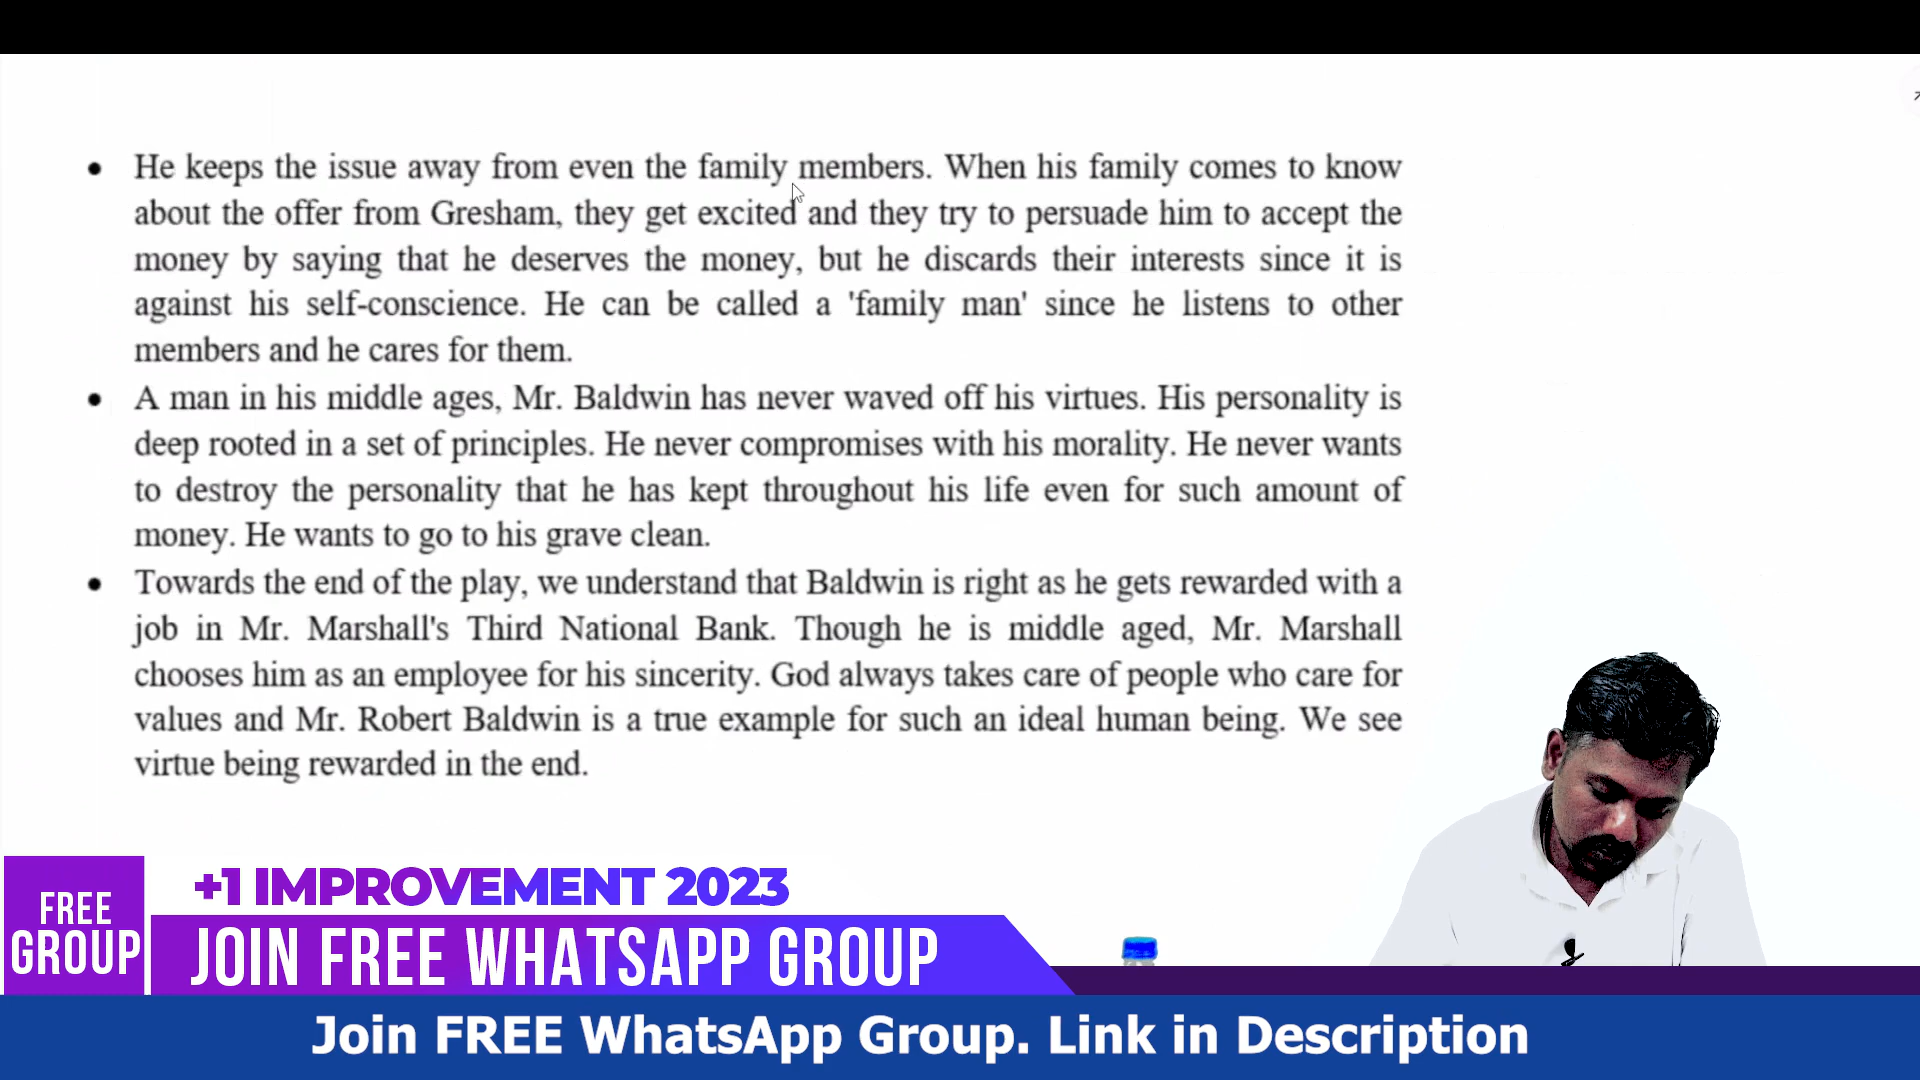 • He keeps the issue away from even the family members. When his family comes to know
about the offer from Gresham, they get excited and they try to persuade him to accept the
money by saying that he deserves the money, but he discards their interests since it is
against his self-conscience. He can be called a 'family man' since he listens to other
members and he cares for them.
• A man in his middle ages, Mr. Baldwin has never waved off his virtues. His personality is
deep rooted in a set of principles. He never compromises with his morality. He never wants
to destroy the personality that he has kept throughout his life even for such amount of
money. He wants to go to his grave clean.
• Towards the end of the play, we understand that Baldwin is right as he gets rewarded with a
job in Mr. Marshall's Third National Bank. Though he is middle aged, Mr. Marshall
chooses him as an employee for his sincerity. God always takes care of people who care for
values and Mr. Robert Baldwin is a true example for such an ideal human being. We see
virtue being rewarded in the end.
+1 IMPROVEMENT 2023
FREE
GROUP
JOIN FREE WHATSAPP GROUP
Join FREE WhatsApp Group. Link in Description